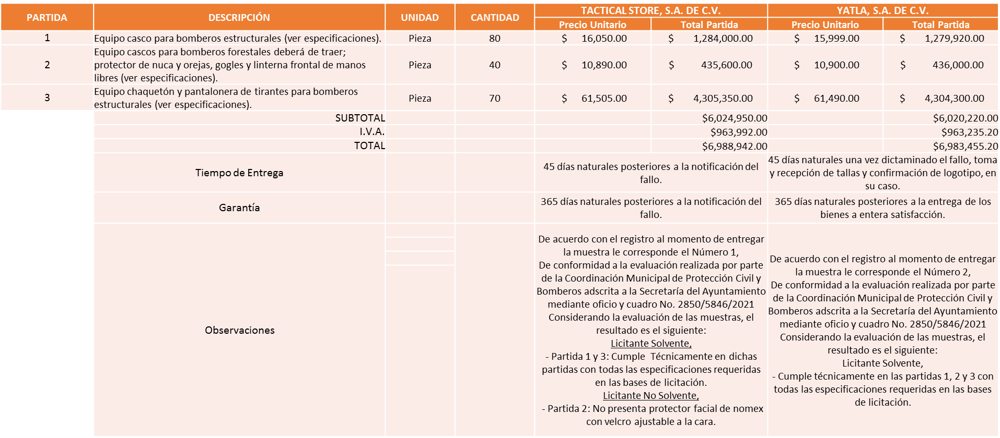 PARTIDA DESCRIPCIÓN UNIDAD CANTIDAD TACTICAL STORE, S.A. DE C.V. YATLA, S.A. DE C.V.
Precio Unitario Total Partida Precio Unitario Total Partida
1 Equipo casco para bomberos estructurales (ver especificaciones). Pieza 80 $ 16,050.00 $ 1,284,000.00 $ 15,999.00 $ 1,279,920.00
2 Equipo cascos para bomberos forestales deberá de traer;
protector de nuca y orejas, gogles y linterna frontal de manos
libres (ver especificaciones).
Pieza 40 $ 10,890.00 $ 435,600.00 $ 10,900.00 $ 436,000.00
3 Equipo chaquetón y pantalonera de tirantes para bomberos
estructurales (ver especificaciones).
Pieza 70 $ 61,505.00 $ 4,305,350.00 $ 61,490.00 $ 4,304,300.00
SUBTOTAL $6,024,950.00 $6,020,220.00
I.V.A. $963,992.00 $963,235.20
TOTAL $6,988,942.00 $6,983,455.20
Tiempo de Entrega
45 días naturales posteriores a la notificación del
fallo.
45 días naturales una vez dictaminado el fallo, toma
y recepción de tallas y confirmación de logotipo, en
su caso.
Garantía
365 días naturales posteriores a la notificación del
fallo.
365 días naturales posteriores a la entrega de los
bienes a entera satisfacción.
Observaciones
De acuerdo con el registro al momento de entregar
la muestra le corresponde el Número 1,
De conformidad a la evaluación realizada por parte
de la Coordinación Municipal de Protección Civil y
Bomberos adscrita a la Secretaría del Ayuntamiento
mediante oficio y cuadro No. 2850/5846/2021
Considerando la evaluación de las muestras, el
resultado es el siguiente:
Licitante Solvente,
- Partida 1 y 3: Cumple Técnicamente en dichas
partidas con todas las especificaciones requeridas
en las bases de licitación.
Licitante No Solvente,
- Partida 2: No presenta protector facial de nomex
con velcro ajustable a la cara.
De acuerdo con el registro al momento de entregar
la muestra le corresponde el Número 2,
De conformidad a la evaluación realizada por parte
de la Coordinación Municipal de Protección Civil y
Bomberos adscrita a la Secretaría del Ayuntamiento
mediante oficio y cuadro No. 2850/5846/2021
Considerando la evaluación de las muestras, el
resultado es el siguiente:
Licitante Solvente,
- Cumple técnicamente en las partidas 1, 2 y 3 con
todas las especificaciones requeridas en las bases
de licitación.